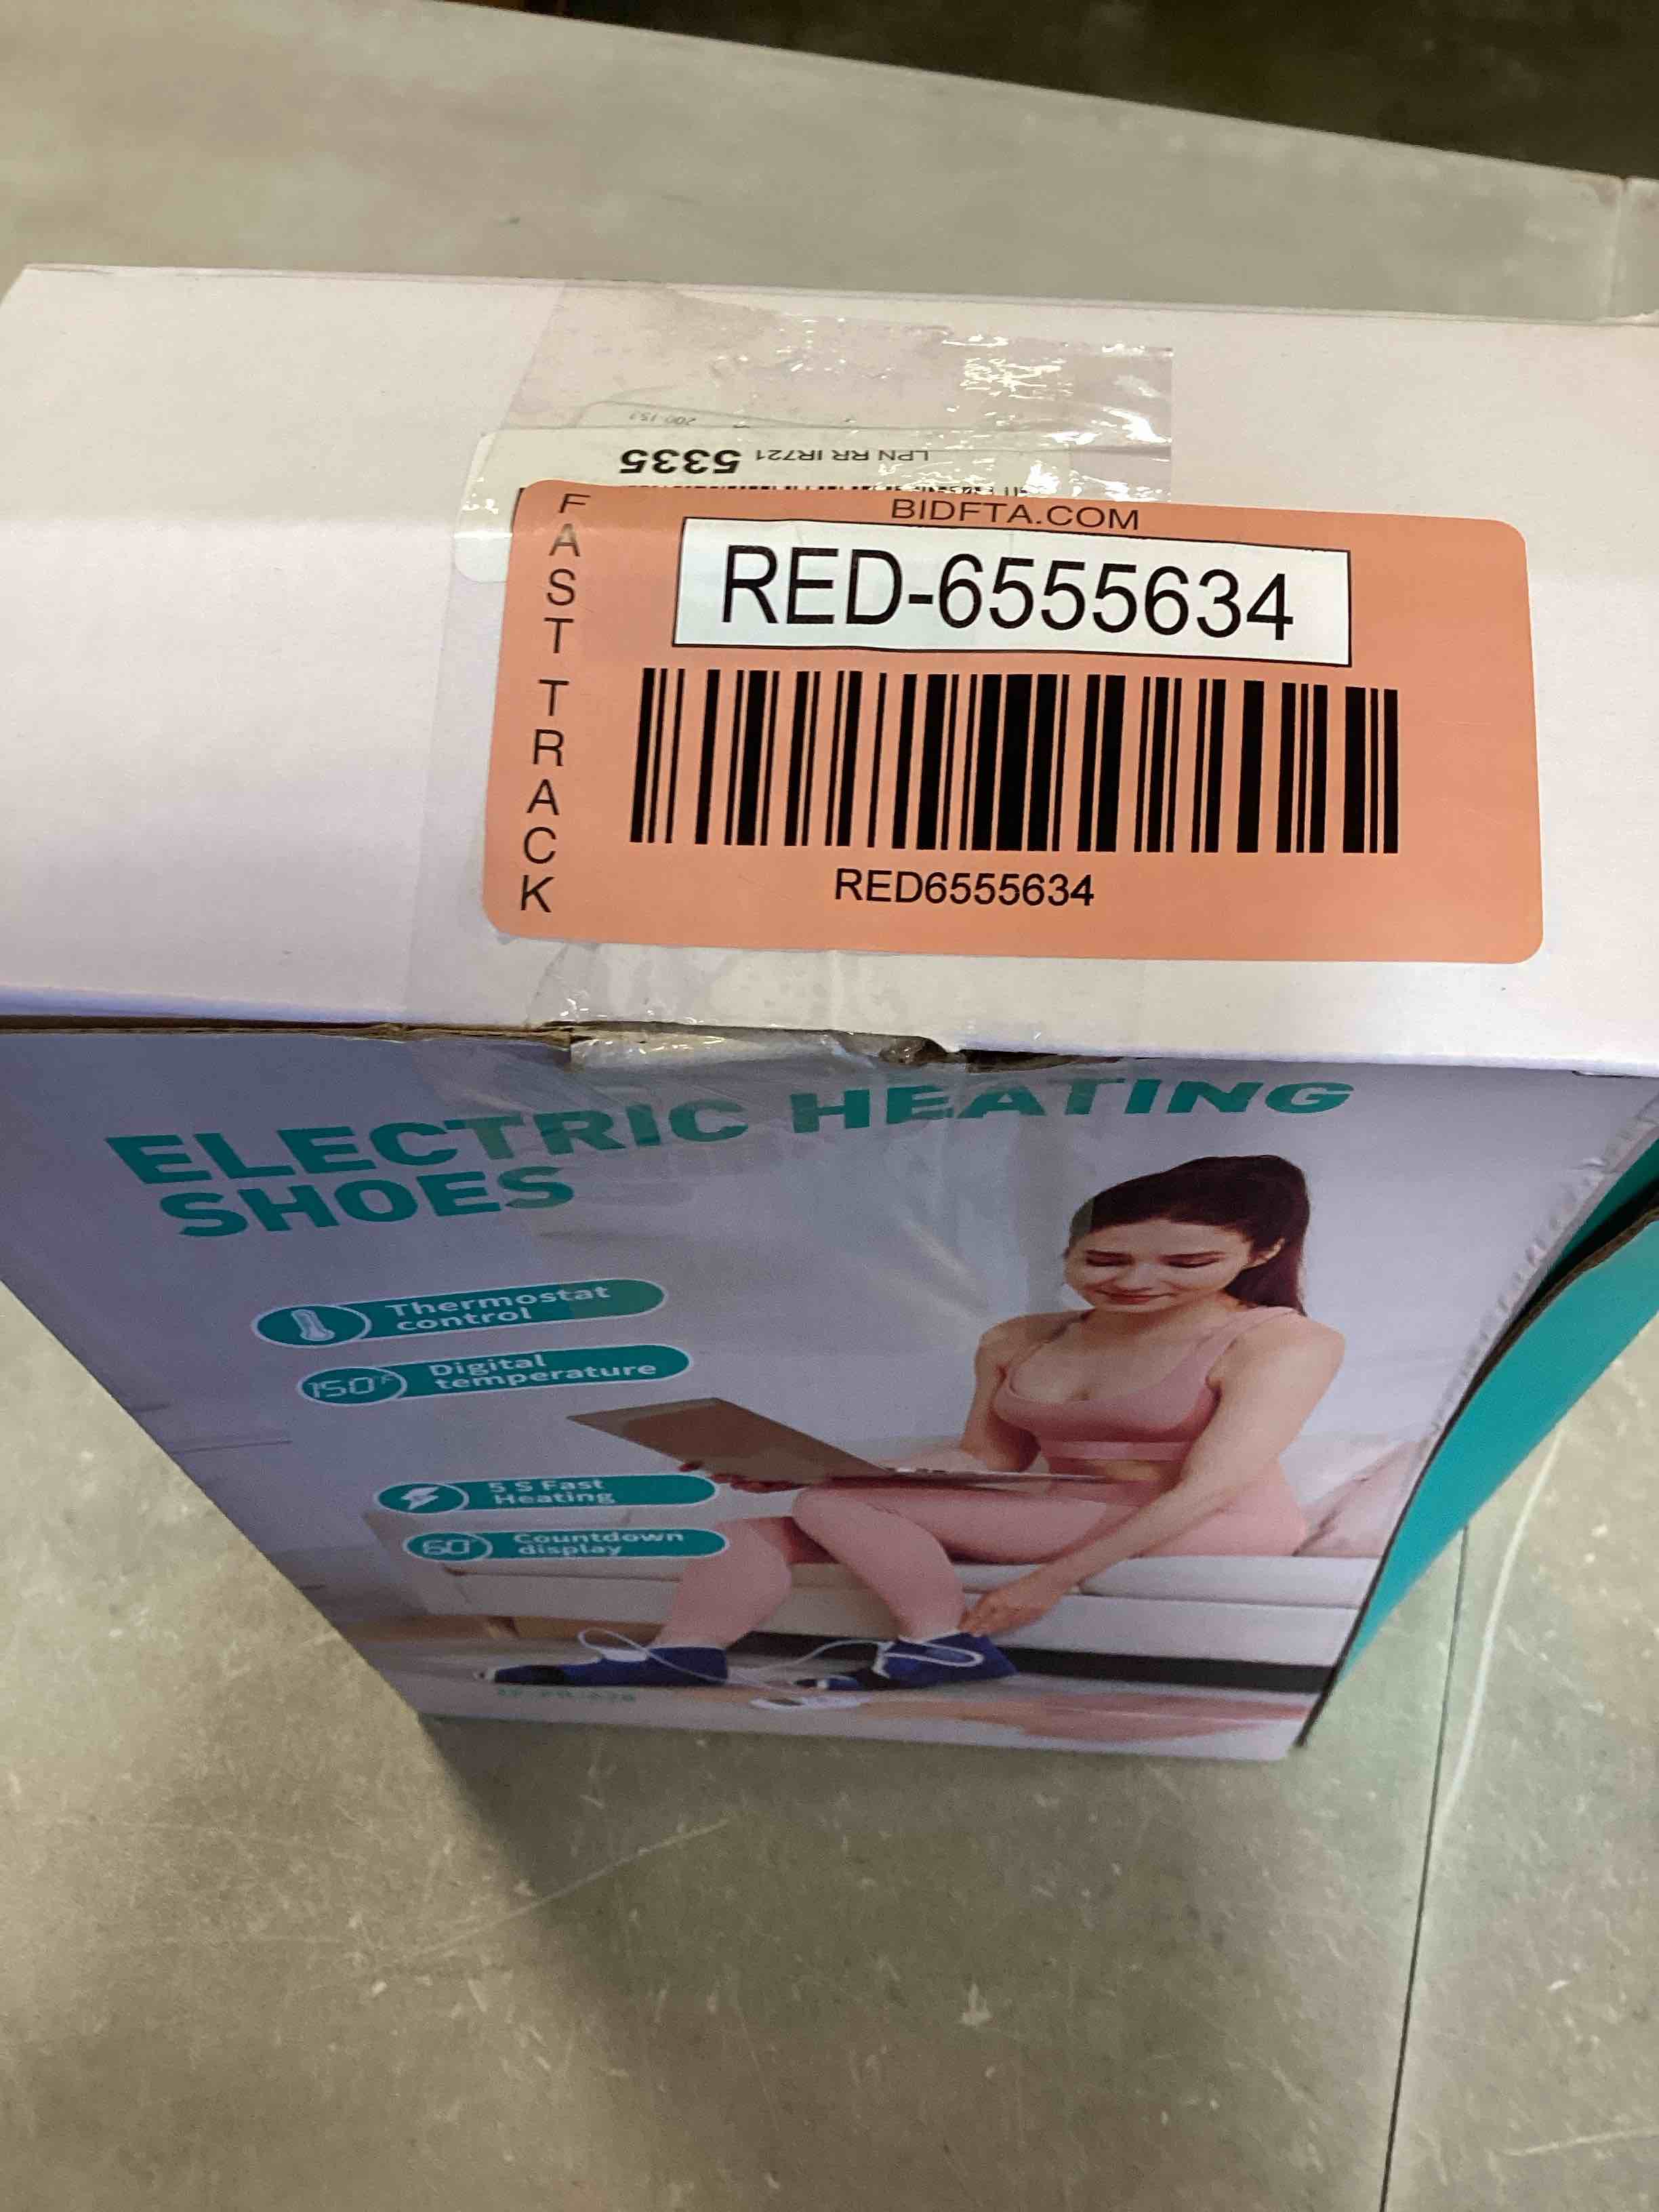 5335 LPN RR IR721
BIDFTA.COM
FAST TRACK
RED-6555634
RED6555634
ELECTRIC HEATING
SHOES
Thermostat
control
150°F
Digital
temperature
5 S Fast
Heating
60
Countdown
display